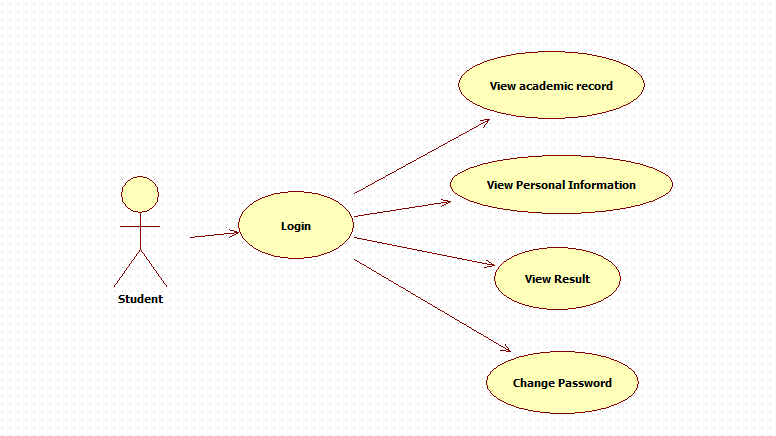 View academic record
View Personal Information
Login
View Result
Student
Change Password